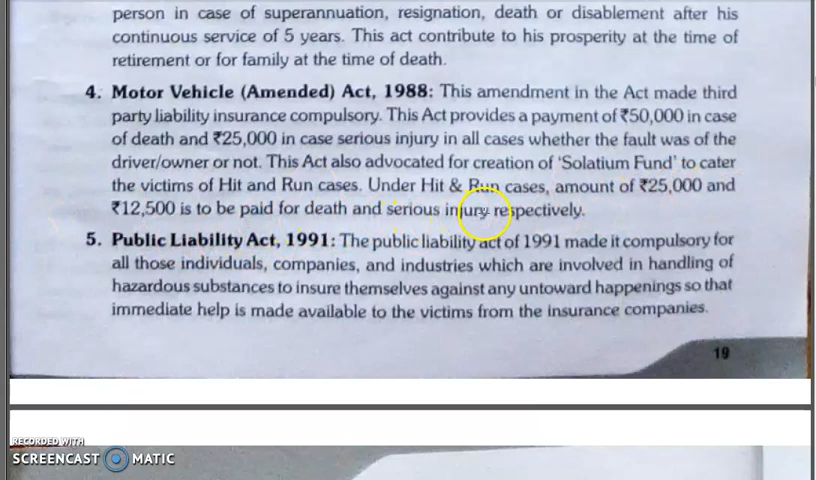 person in case of superannuation, resignation, death or disablement after his
continuous service of 5 years. This act contribute to his prosperity at the time of
retirement or for family at the time of death.
4. Motor Vehicle (Amended) Act, 1988: This amendment in the Act made third
party liability insurance compulsory. This Act provides a payment of ₹50,000 in case
of death and ₹25,000 in case serious injury in all cases whether the fault was of the
driver/owner or not. This Act also advocated for creation of ‘Solatium Fund’ to cater
the victims of Hit and Run cases. Under Hit & Run cases, amount of ₹25,000 and
₹12,500 is to be paid for death and serious injury respectively.
5. Public Liability Act, 1991: The public liability act of 1991 made it compulsory for
all those individuals, companies, and industries which are involved in handling of
hazardous substances to insure themselves against any untoward happenings so that
immediate help is made available to the victims from the insurance companies.
19
RECORDED WITH
SCREENCAST MATIC